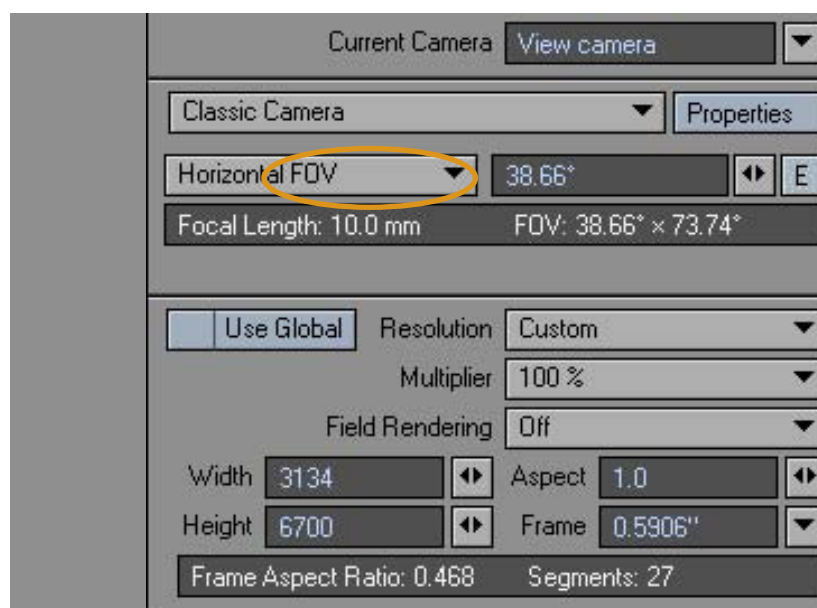 Current Camera View camera
Classic Camera Properties
Horizontal FOV 38.66° E
Focal Length: 10.0 mm FOV: 38.66° × 73.74°
Use Global Resolution Custom
Multiplier 100 %
Field Rendering Off
Width 3134 Aspect 1.0
Height 6700 Frame 0.5906"
Frame Aspect Ratio: 0.468 Segments: 27